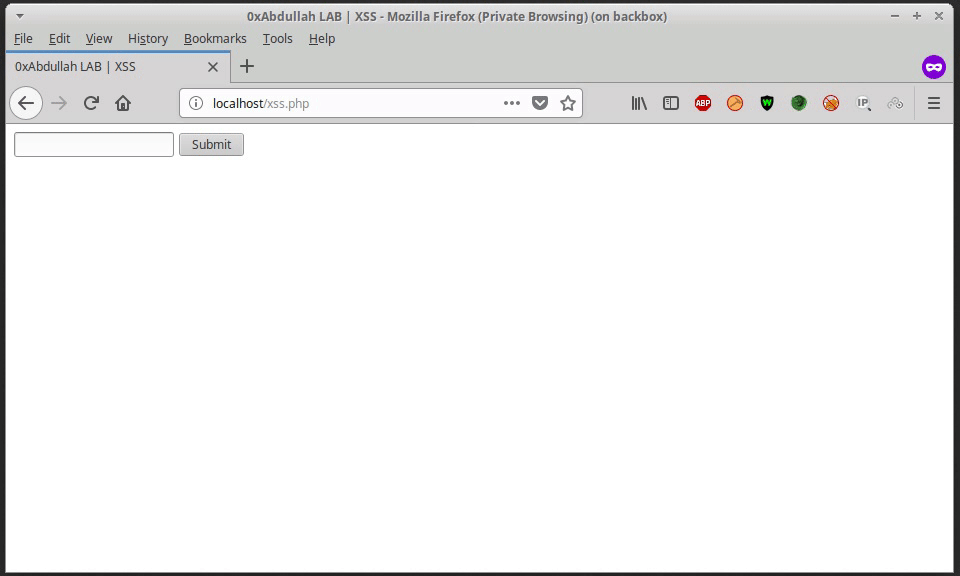 0xAbdullah LAB | XSS - Mozilla Firefox (Private Browsing) (on backbox)
File Edit View History Bookmarks Tools Help
0xAbdullah LAB | XSS
localhost/xss.php
ABP
W
IP
Submit